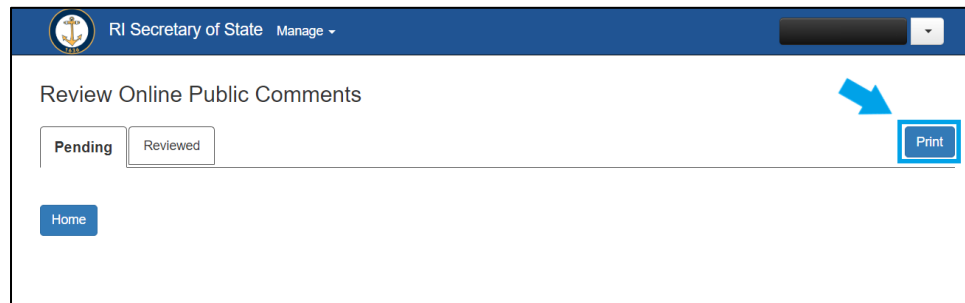 RI Secretary of State Manage
Review Online Public Comments
Pending Reviewed Print
Home